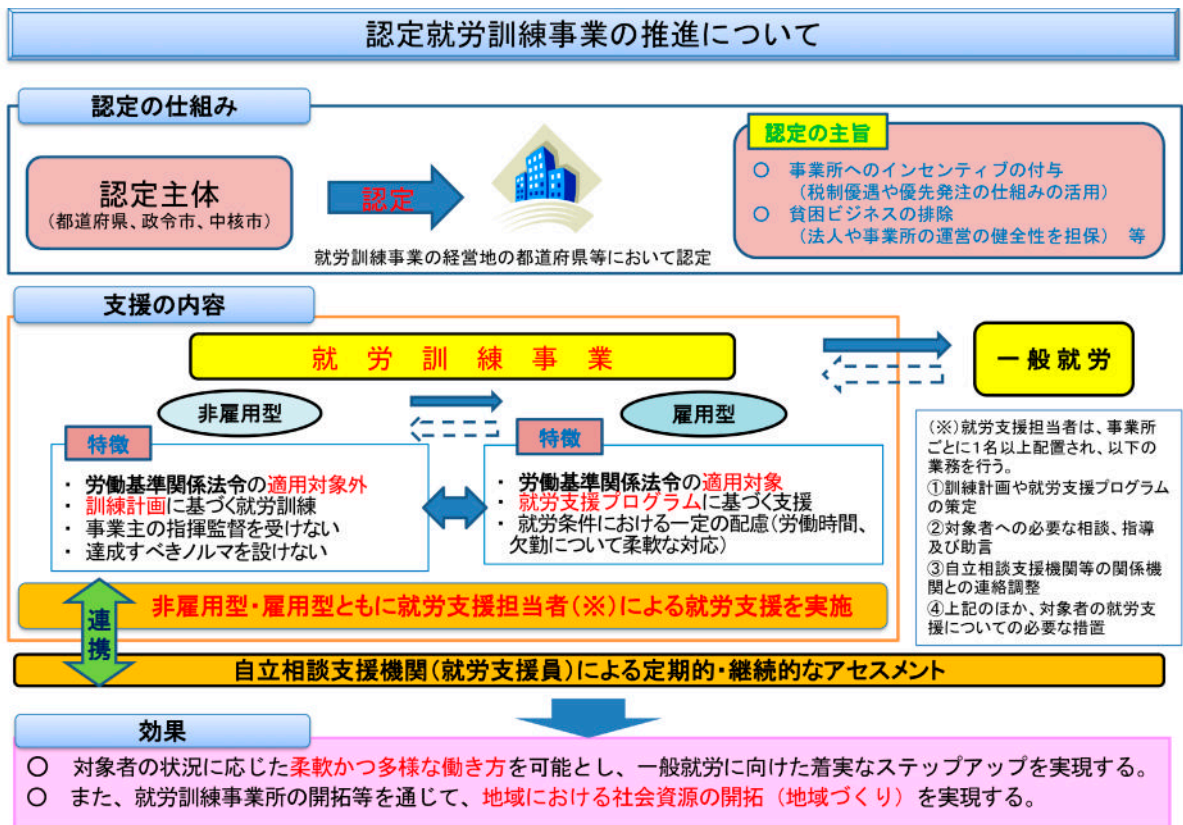 認定就労訓練事業の推進について
認定の仕組み
認定主体
（都道府県、政令市、中核市）
認定
就労訓練事業の経営地の都道府県等において認定
認定の主旨
○ 事業所へのインセンティブの付与
（税制優遇や優先発注の仕組みの活用）
○ 貧困ビジネスの排除
（法人や事業所の運営の健全性を担保） 等
支援の内容
就労訓練事業
一般就労
非雇用型
雇用型
特徴
・ 労働基準関係法令の適用対象外
・ 訓練計画に基づく就労訓練
・ 事業主の指揮監督を受けない
・ 達成すべきノルマを設けない
特徴
・ 労働基準関係法令の適用対象
・ 就労支援プログラムに基づく支援
・ 就労条件における一定の配慮（労働時間、
欠勤について柔軟な対応）
（※）就労支援担当者は、事業所
ごとに1名以上配置され、以下の
業務を行う。
①訓練計画や就労支援プログラム
の策定
②対象者への必要な相談、指導
及び助言
③自立相談支援機関等の関係機
関との連絡調整
④上記のほか、対象者の就労支
援についての必要な措置
非雇用型・雇用型ともに就労支援担当者（※）による就労支援を実施
連携
自立相談支援機関（就労支援員）による定期的・継続的なアセスメント
効果
○ 対象者の状況に応じた柔軟かつ多様な働き方を可能とし、一般就労に向けた着実なステップアップを実現する。
○ また、就労訓練事業所の開拓等を通じて、地域における社会資源の開拓（地域づくり）を実現する。